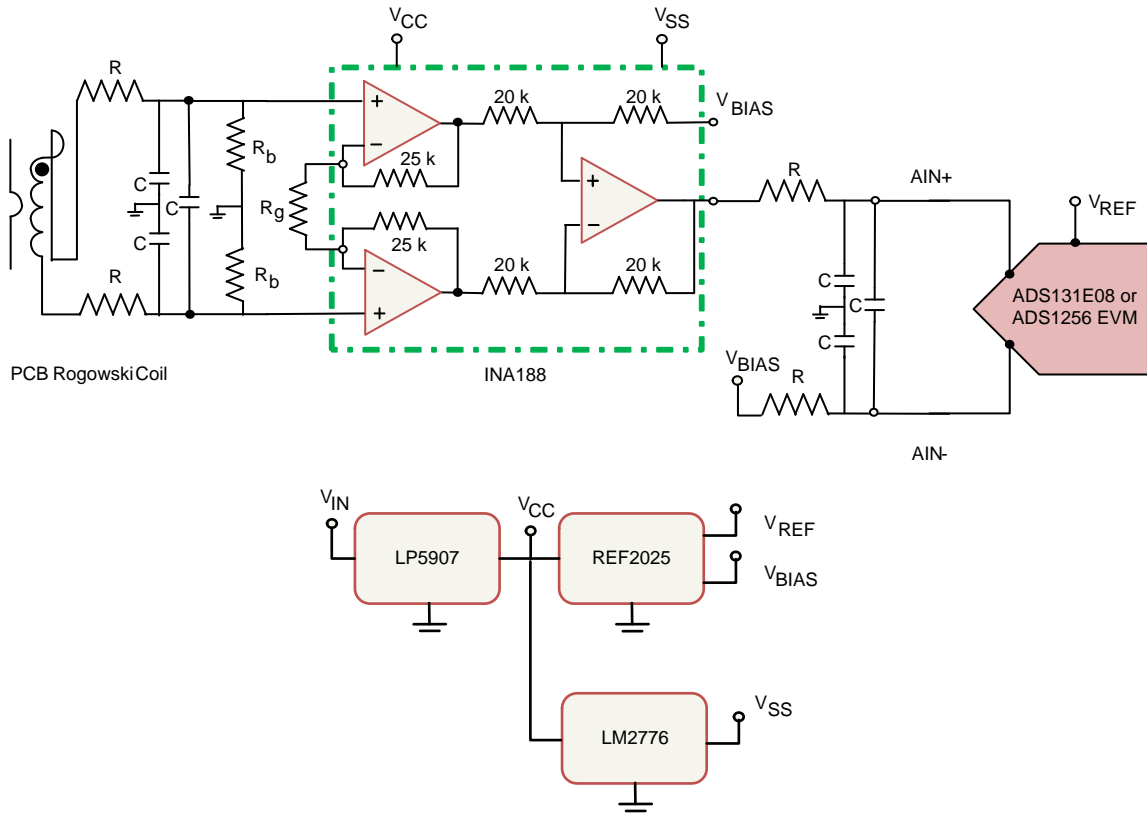 VCC
VSS
R
20 k
20 k
VBIAS
+
−
25 k
Rb
C
C
C
Rg
+
−
R
AIN+
VREF
25 k
Rb
−
+
20 k
20 k
R
C
C
C
ADS131E08 or
ADS1256 EVM
VBIAS
R
PCB Rogowski Coil
INA188
AIN-
VIN
VCC
VREF
LP5907
REF2025
VBIAS
LM2776
VSS